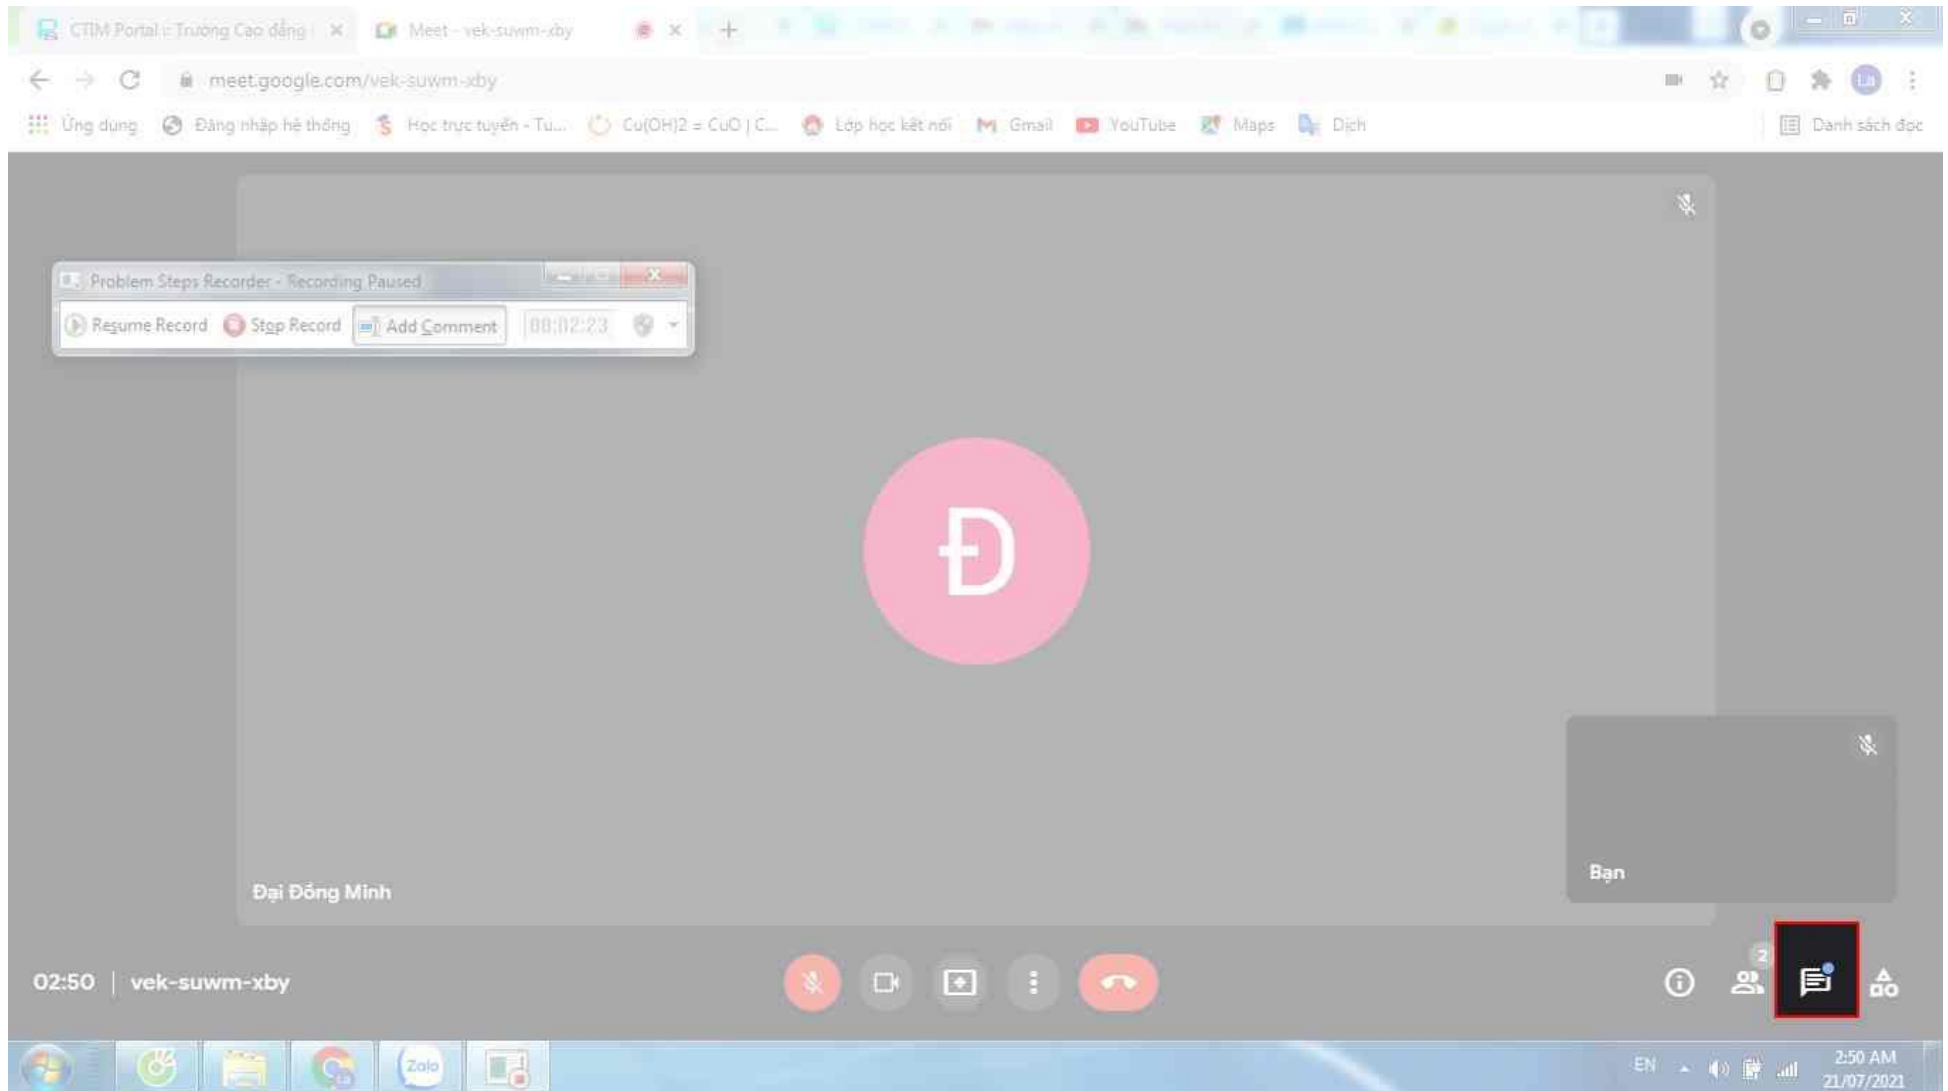 CTIM Portal :: Trường Cao đẳng
Meet - vek-suwm-xby
meet.google.com/vek-suwm-xby
La
Ứng dụng
Đăng nhập hệ thống
Học trực tuyến - Tu...
Cu(OH)2 = CuO | C...
Lớp học kết nối
Gmail
YouTube
Maps
Dịch
Danh sách đọc
Problem Steps Recorder - Recording Paused
Resume Record
Stop Record
Add Comment
00:02:23
Đ
Bạn
Đại Đồng Minh
02:50 | vek-suwm-xby
2
Zalo
EN
2:50 AM
21/07/2021